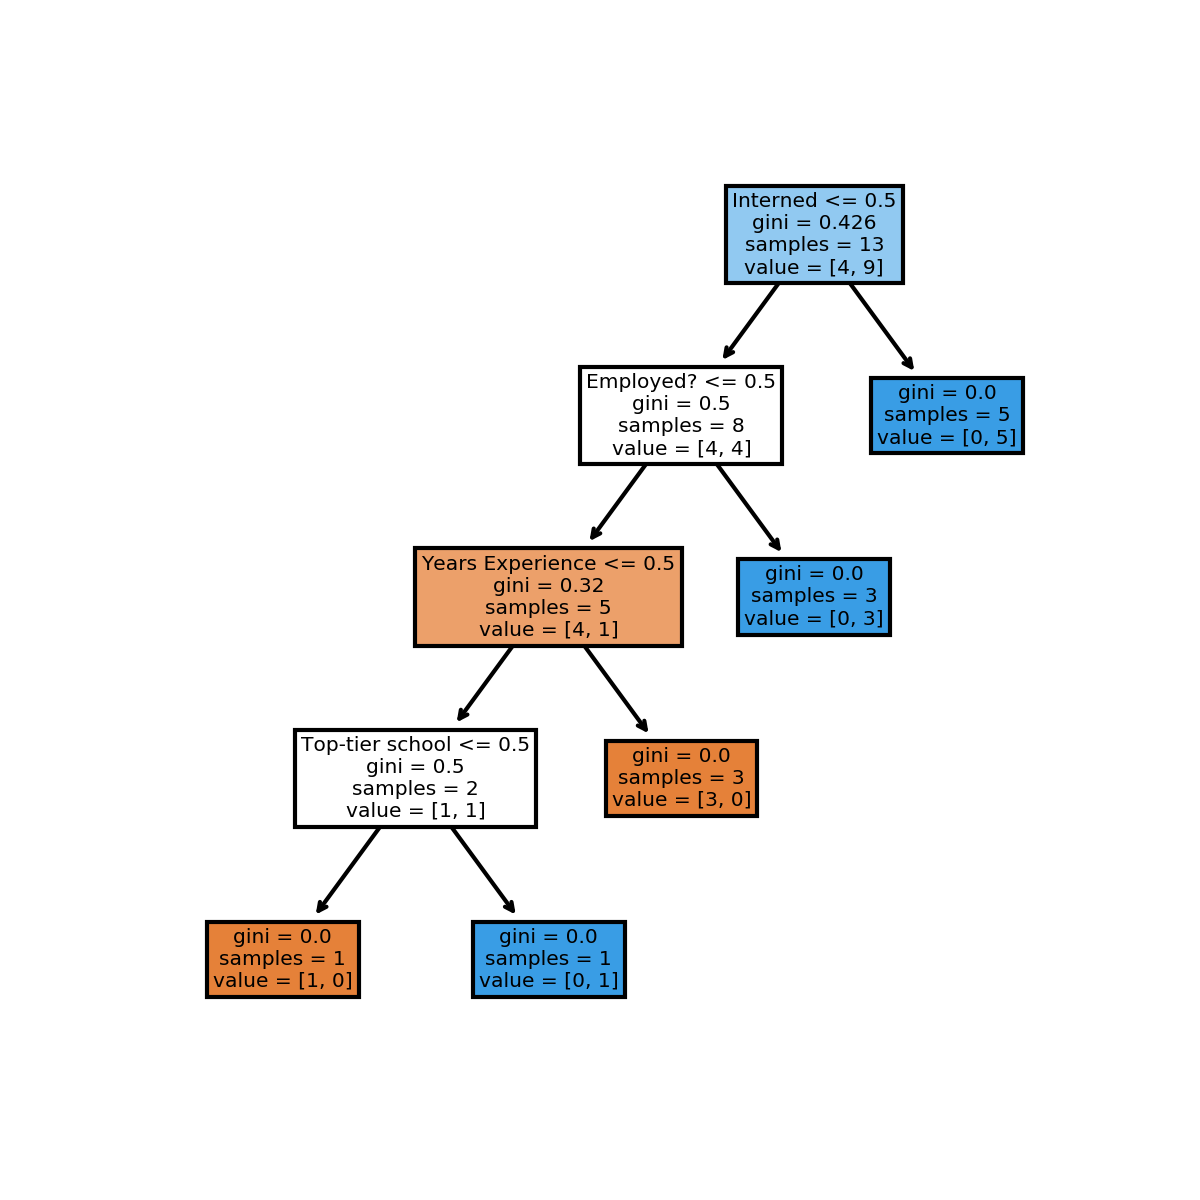 Interned <= 0.5
gini = 0.426
samples = 13
value = [4, 9]
Employed? <= 0.5
gini = 0.5
samples = 8
value = [4, 4]
gini = 0.0
samples = 5
value = [0, 5]
Years Experience <= 0.5
gini = 0.32
samples = 5
value = [4, 1]
gini = 0.0
samples = 3
value = [0, 3]
Top-tier school <= 0.5
gini = 0.5
samples = 2
value = [1, 1]
gini = 0.0
samples = 3
value = [3, 0]
gini = 0.0
samples = 1
value = [1, 0]
gini = 0.0
samples = 1
value = [0, 1]